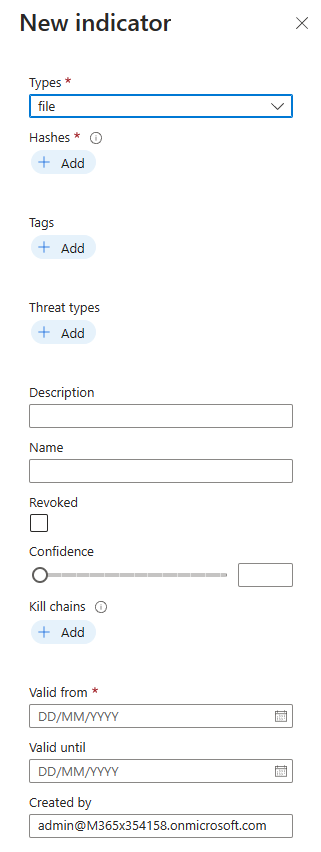 New indicator
Types *
file
Hashes *
Add
Tags
Add
Threat types
Add
Description
Name
Revoked
Confidence
Kill chains
Add
Valid from *
DD/MM/YYYY
Valid until
DD/MM/YYYY
Created by
admin@M365x354158.onmicrosoft.com